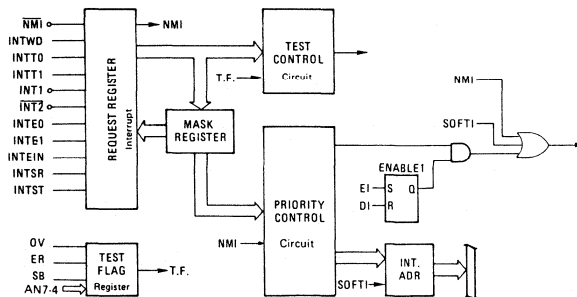 NMI
INTWD
INTT0
INTT1
INT1
INT2
INTE0
INTE1
INTEIN
INTSR
INTST
REQUEST REGISTER
Interrupt
NMI
TEST
CONTROL
Circuit
T.F.
MASK
REGISTER
PRIORITY
CONTROL
Circuit
NMI
NMI
SOFTI
ENABLE1
EI
S
Q
DI
R
INT.
ADR
SOFTI
OV
ER
SB
AN7-4
TEST
FLAG
Register
T.F.